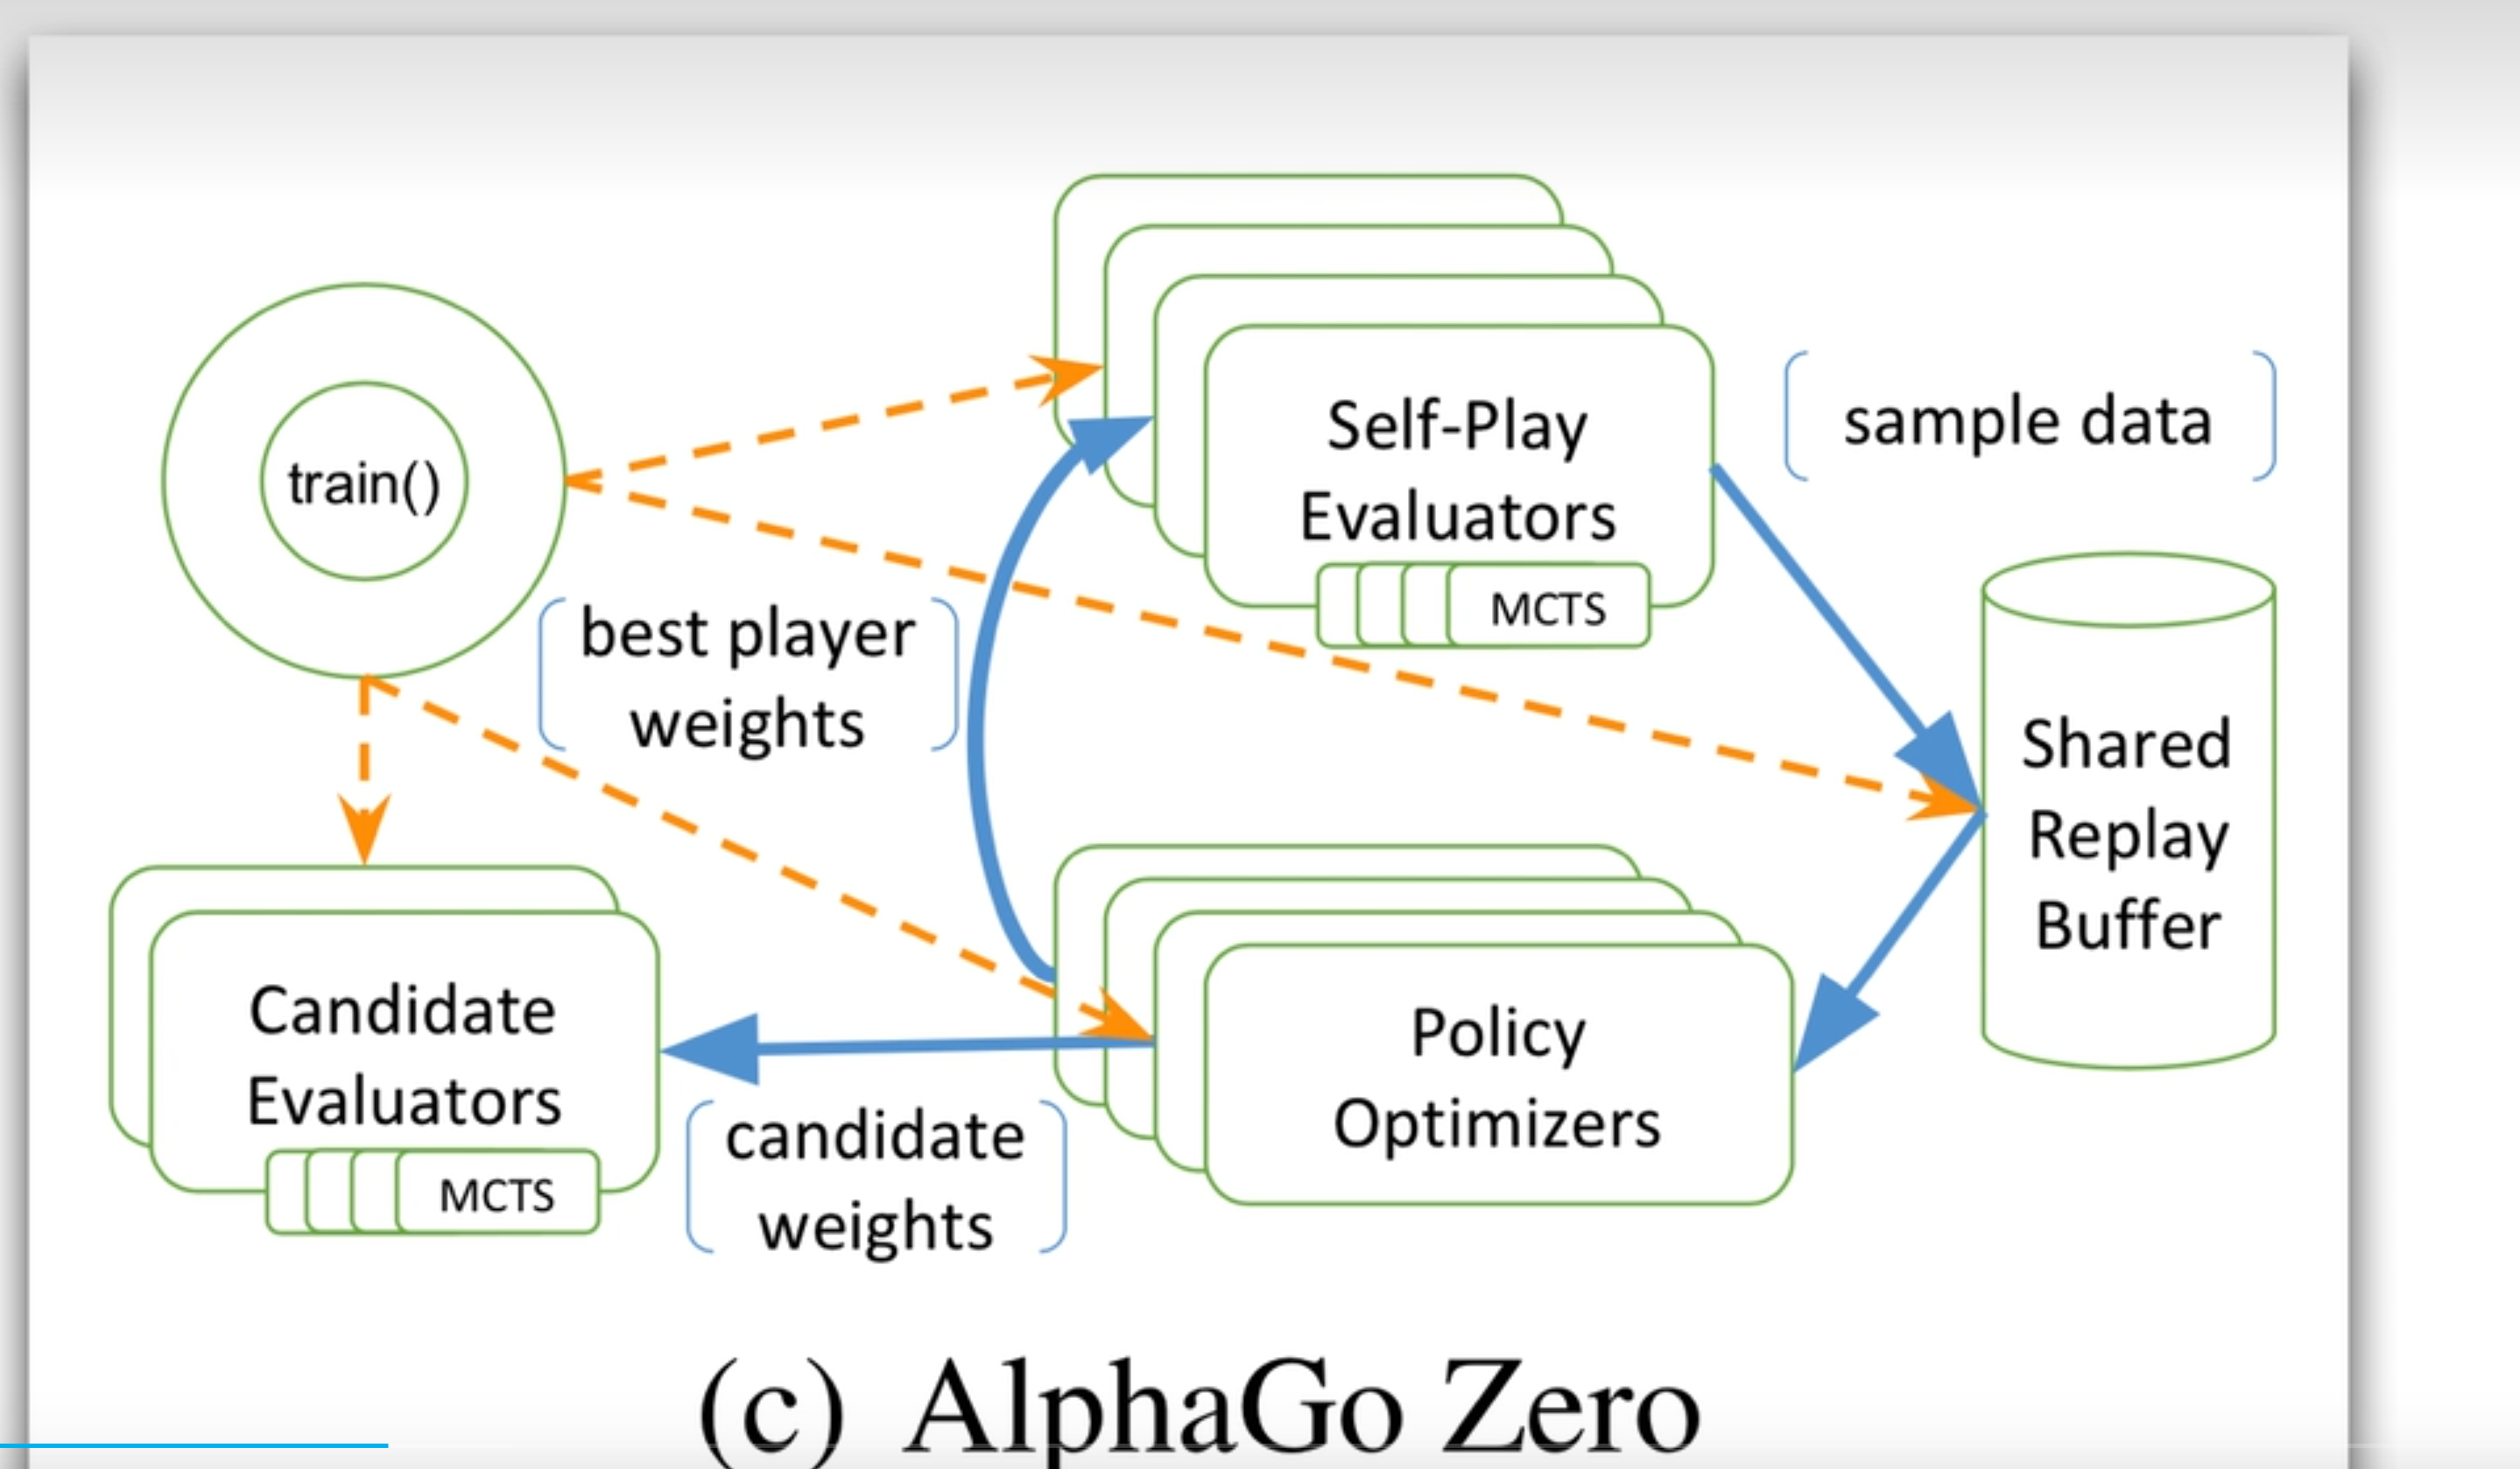 train()
Self-Play
Evaluators
MCTS
sample data
best player
weights
Shared
Replay
Buffer
Candidate
Evaluators
MCTS
candidate
weights
Policy
Optimizers
(c) AlphaGo Zero